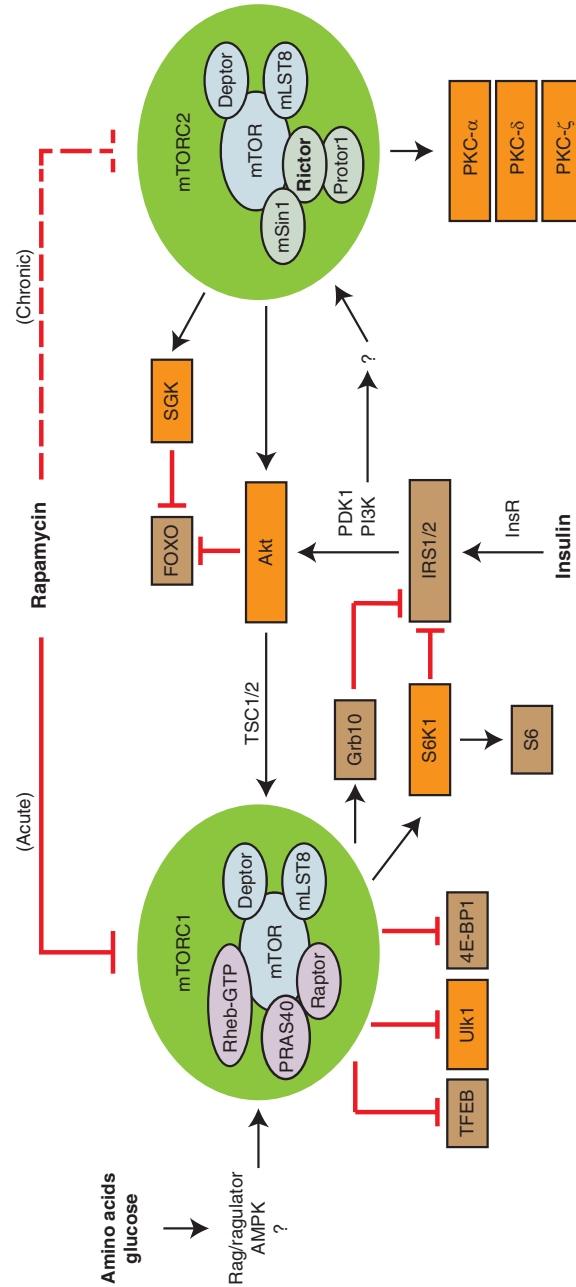 Rapamycin
(Acute)
(Chronic)
Amino acids
glucose
Rag/ragulator
AMPK
?
mTORC1
Rheb-GTP
Deptor
PRAS40
mTOR
mLST8
Raptor
TSC1/2
FOXO
SGK
Akt
mTORC2
Deptor
mTOR
mLST8
mSin1
Rictor
Protor1
PDK1
PI3K
?
Grb10
IRS1/2
S6K1
S6
InsR
Insulin
TFEB
Ulk1
4E-BP1
PKC-α
PKC-δ
PKC-ζ